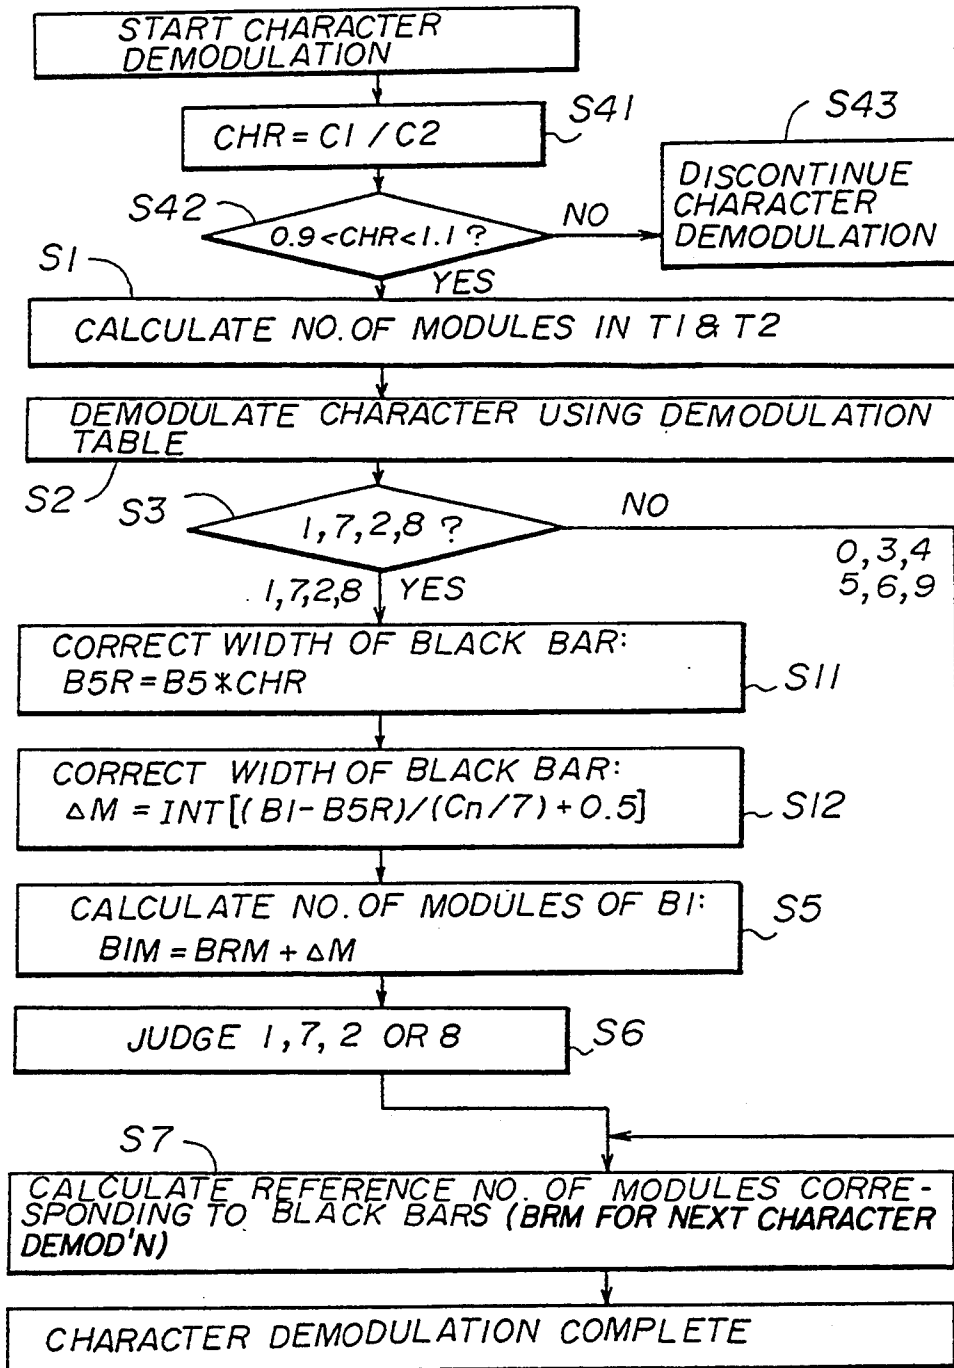 START CHARACTER
DEMODULATION
CHR = C1 / C2
S41
S43
DISCONTINUE
CHARACTER
DEMODULATION
S42
0.9 < CHR < 1.1 ?
NO
YES
S1
CALCULATE NO. OF MODULES IN T1 & T2
DEMODULATE CHARACTER USING DEMODULATION
TABLE
S2
S3
1, 7, 2, 8 ?
NO
0, 3, 4
5, 6, 9
1, 7, 2, 8
YES
CORRECT WIDTH OF BLACK BAR:
B5R = B5 * CHR
S11
CORRECT WIDTH OF BLACK BAR:
ΔM = INT [(B1 - B5R) / (Cn / 7) + 0.5]
S12
CALCULATE NO. OF MODULES OF B1:
B1M = BRM + ΔM
S5
JUDGE 1, 7, 2 OR 8
S6
S7
CALCULATE REFERENCE NO. OF MODULES CORRE-
SPONDING TO BLACK BARS (BRM FOR NEXT CHARACTER
DEMOD'N)
CHARACTER DEMODULATION COMPLETE